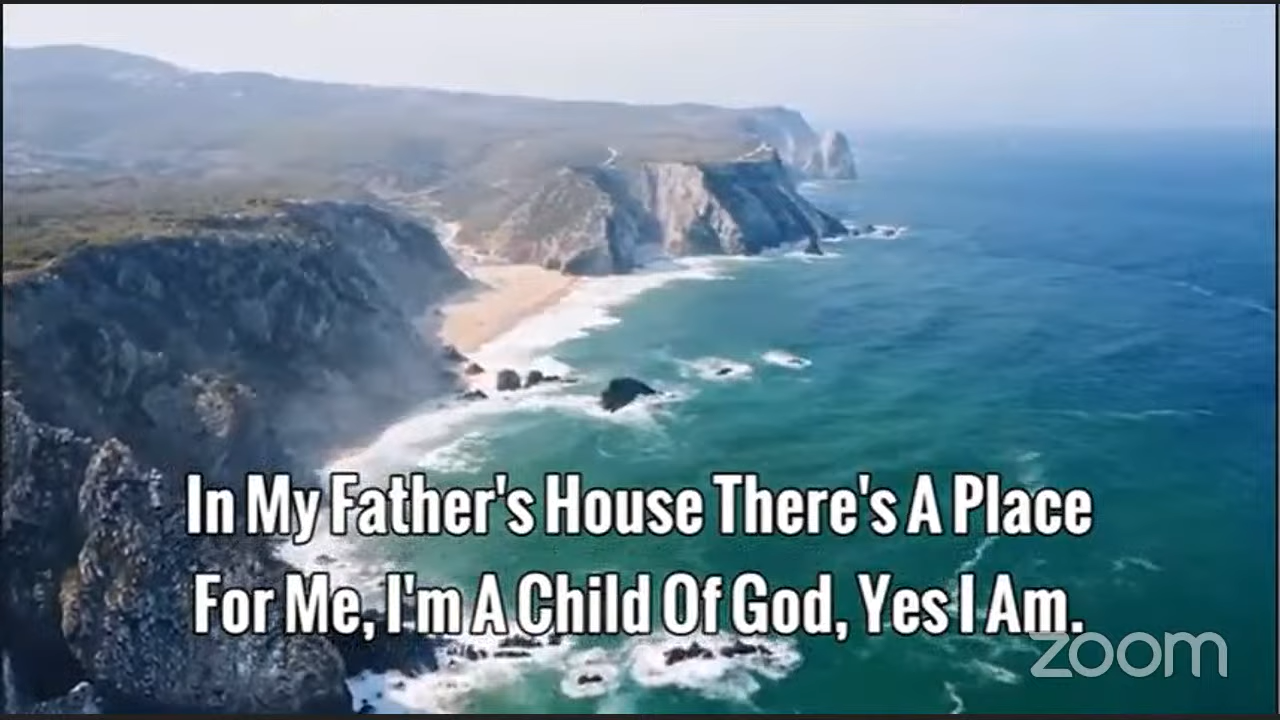 In My Father's House There's A Place
For Me, I'm A Child Of God, Yes I Am.
zoom